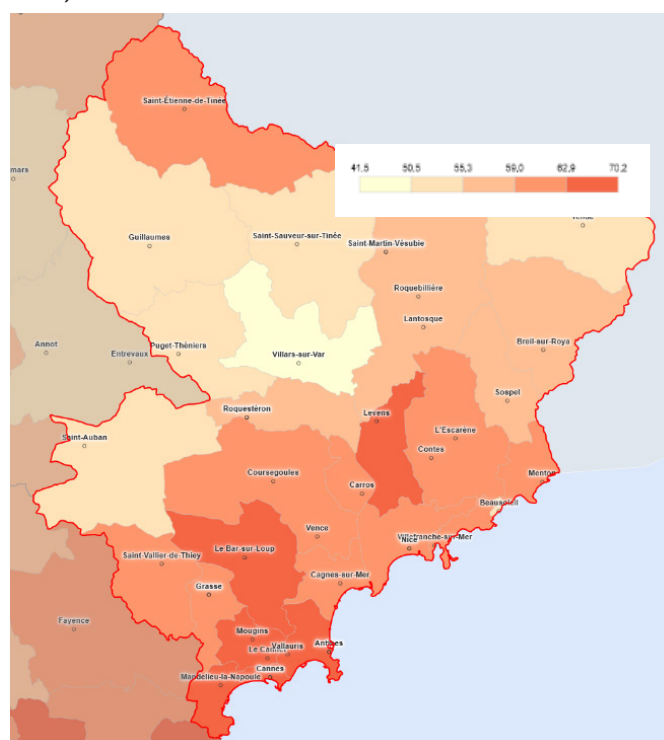 Saint-Étienne-de-Tinée
41,5 50,5 55,3 59,0 62,9 70,2
mars
Guillaumes
Saint-Sauveur-sur-Tinée
Saint-Martin-Vésubie
Roquebillière
Lantosque
Annot
Entrevaux
Puget-Théniers
Villars-sur-Var
Breil-sur-Roya
Sospel
Roquestéron
Levens
L'Escarène
Saint-Auban
Contes
Coursegoules
Carros
Menton
Beausoleil
Vence
Nice
Villefranche-sur-Mer
Saint-Vallier-de-Thiey
Le Bar-sur-Loup
Cagnes-sur-Mer
Grasse
Fayence
Mougins
Le Cannet
Vallauris
Antibes
Cannes
Mandelieu-la-Napoule